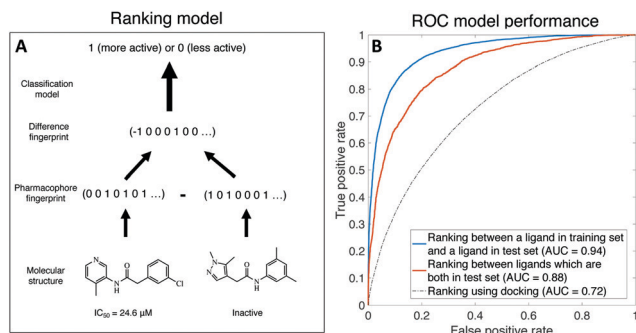 Ranking model
A
1 (more active) or 0 (less active)
Classification
model
Difference
fingerprint
(-1 0 0 0 1 0 0 ...)
Pharmacophore
fingerprint
(0 0 1 0 1 0 1 ...) - (1 0 1 0 0 0 1 ...)
Molecular
structure
N
O
N
H
Cl
N
N
O
N
H
IC50 = 24.6 µM
Inactive
ROC model performance
B
True positive rate
1
0.9
0.8
0.7
0.6
0.5
0.4
0.3
0.2
0.1
0
Ranking between a ligand in training set
and a ligand in test set (AUC = 0.94)
Ranking between ligands which are
both in test set (AUC = 0.88)
Ranking using docking (AUC = 0.72)
0 0.2 0.4 0.6 0.8 1
False positive rate